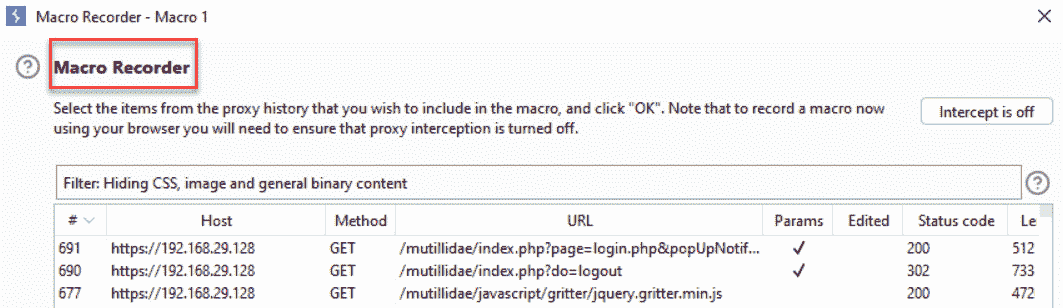 Macro Recorder - Macro 1
Macro Recorder
Select the items from the proxy history that you wish to include in the macro, and click "OK". Note that to record a macro now
using your browser you will need to ensure that proxy interception is turned off.
Intercept is off
Filter: Hiding CSS, image and general binary content
# Host Method URL Params Edited Status code Le
691 https://192.168.29.128 GET /mutillidae/index.php?page=login.php&popUpNotif... ✓ 200 512
690 https://192.168.29.128 GET /mutillidae/index.php?do=logout ✓ 302 733
677 https://192.168.29.128 GET /mutillidae/javascript/gritter/jquery.gritter.min.js 200 472